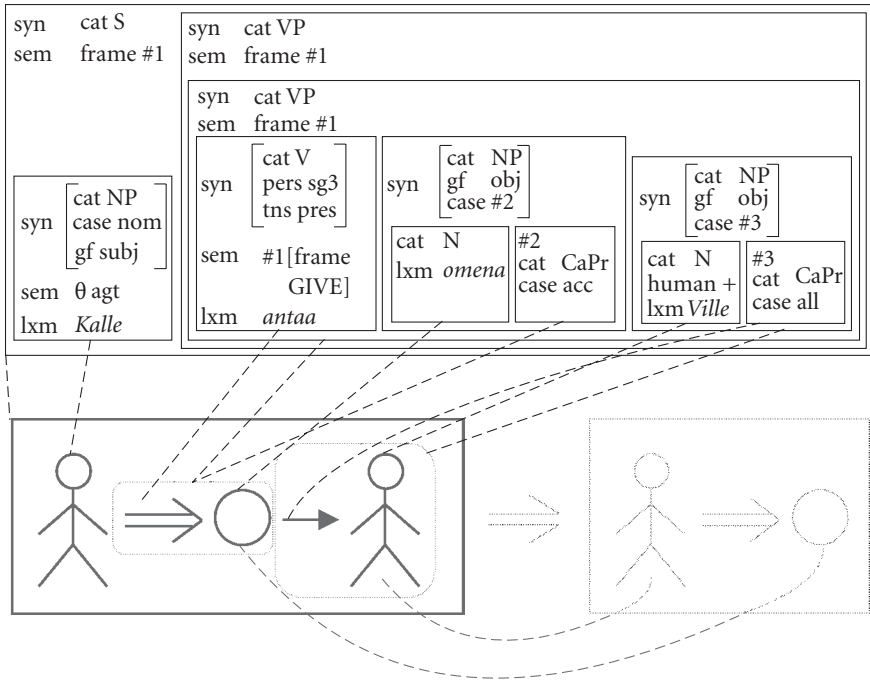 syn cat S
sem frame #1
syn cat VP
sem frame #1
syn cat VP
sem frame #1
syn cat NP
case nom
gf subj
sem θ agt
lxm Kalle
syn cat V
pers sg3
tns pres
sem #1[frame
GIVE]
lxm antaa
syn cat NP
gf obj
case #2
cat N
lxm omena
#2
cat CaPr
case acc
syn cat NP
gf obj
case #3
cat N
human +
lxm Ville
#3
cat CaPr
case all